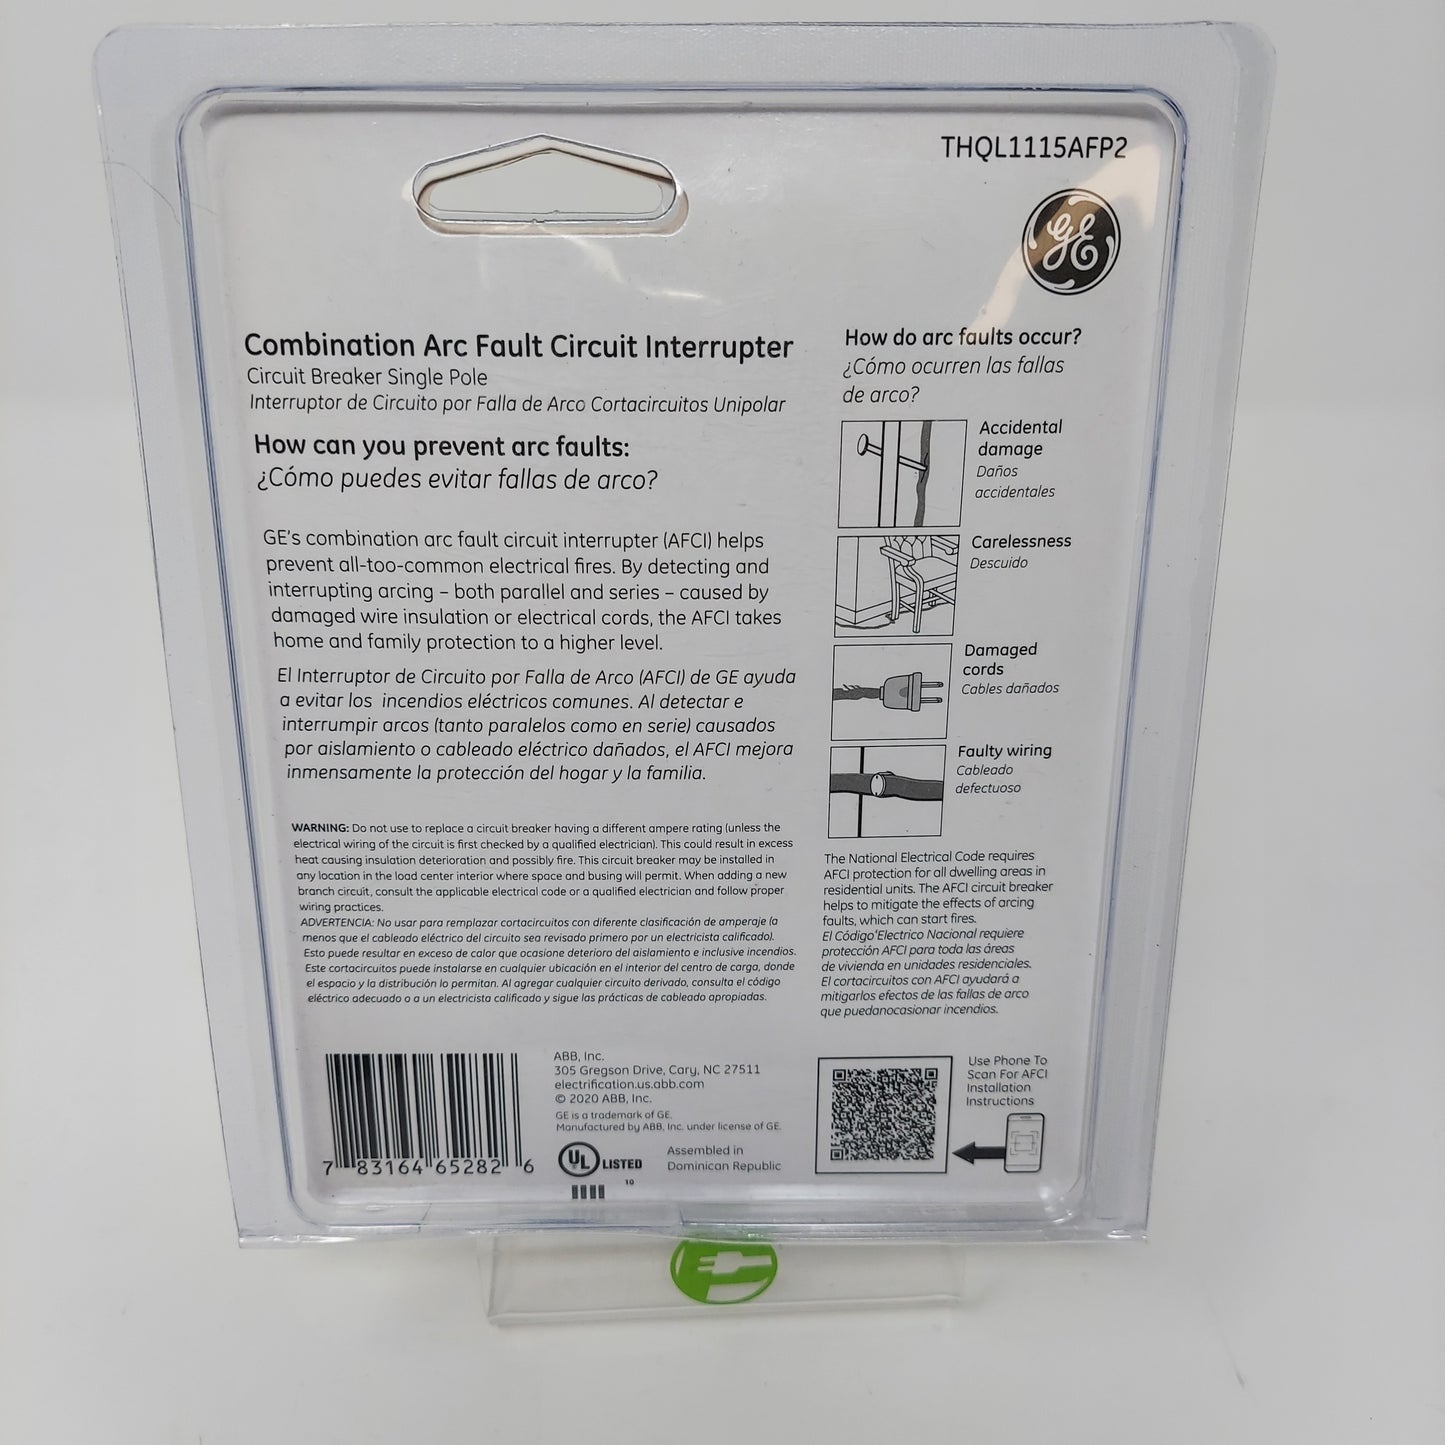 THQL1115AFP2
GE
Combination Arc Fault Circuit Interrupter
Circuit Breaker Single Pole
Interruptor de Circuito por Falla de Arco Cortacircuitos Unipolar
How can you prevent arc faults:
¿Cómo puedes evitar fallas de arco?
GE's combination arc fault circuit interrupter (AFCI) helps
prevent all-too-common electrical fires. By detecting and
interrupting arcing – both parallel and series – caused by
damaged wire insulation or electrical cords, the AFCI takes
home and family protection to a higher level.
El Interruptor de Circuito por Falla de Arco (AFCI) de GE ayuda
a evitar los incendios eléctricos comunes. Al detectar e
interrumpir arcos (tanto paralelos como en serie) causados
por aislamiento o cableado eléctrico dañados, el AFCI mejora
inmensamente la protección del hogar y la familia.
WARNING: Do not use to replace a circuit breaker having a different ampere rating (unless the
electrical wiring of the circuit is first checked by a qualified electrician). This could result in excess
heat causing insulation deterioration and possibly fire. This circuit breaker may be installed in
any location in the load center interior where space and busing will permit. When adding a new
branch circuit, consult the applicable electrical code or a qualified electrician and follow proper
wiring practices.
ADVERTENCIA: No usar para remplazar cortacircuitos con diferente clasificación de amperaje (a
menos que el cableado eléctrico del circuito sea revisado primero por un electricista calificado).
Esto puede resultar en exceso de calor que ocasione deterioro del aislamiento e inclusive incendios.
Este cortacircuitos puede instalarse en cualquier ubicación en el interior del centro de carga, donde
el espacio y la distribución lo permitan. Al agregar cualquier circuito derivado, consulta el código
eléctrico adecuado o a un electricista calificado y sigue las prácticas de cableado apropiadas.
How do arc faults occur?
¿Cómo ocurren las fallas
de arco?
Accidental
damage
Daños
accidentales
Carelessness
Descuido
Damaged
cords
Cables dañados
Faulty wiring
Cableado
defectuoso
The National Electrical Code requires
AFCI protection for all dwelling areas in
residential units. The AFCI circuit breaker
helps to mitigate the effects of arcing
faults, which can start fires.
El Código'Electrico Nacional requiere
protección AFCI para toda las áreas
de vivienda en unidades residenciales.
El cortacircuitos con AFCI ayudará a
mitigarlos efectos de las fallas de arco
que puedanocasionar incendios.
7 83164 65282 6
ABB, Inc.
305 Gregson Drive, Cary, NC 27511
electrification.us.abb.com
© 2020 ABB, Inc.
GE is a trademark of GE.
Manufactured by ABB, Inc. under license of GE.
UL LISTED
10
Assembled in
Dominican Republic
Use Phone To
Scan For AFCI
Installation
Instructions